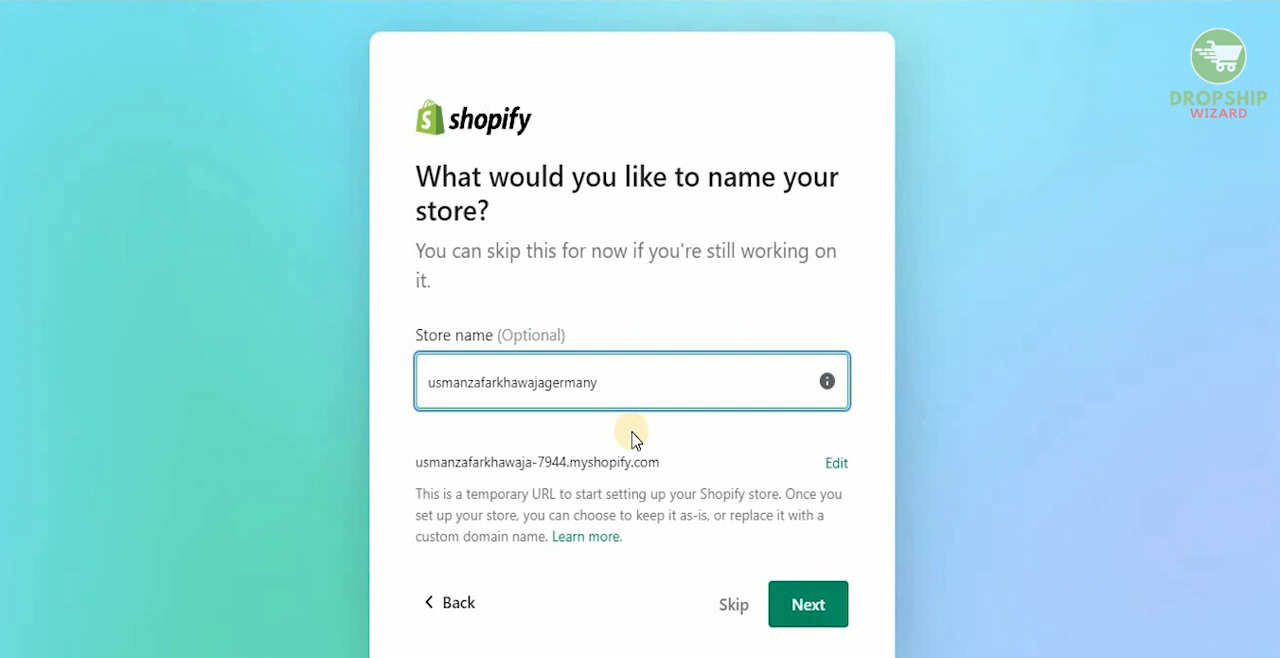 DROPSHIP
WIZARD
shopify
What would you like to name your
store?
You can skip this for now if you're still working on
it.
Store name (Optional)
usmanzafarkhawajagermany
usmanzafarkhawaja-7944.myshopify.com Edit
This is a temporary URL to start setting up your Shopify store. Once you
set up your store, you can choose to keep it as-is, or replace it with a
custom domain name. Learn more.
Back Skip Next